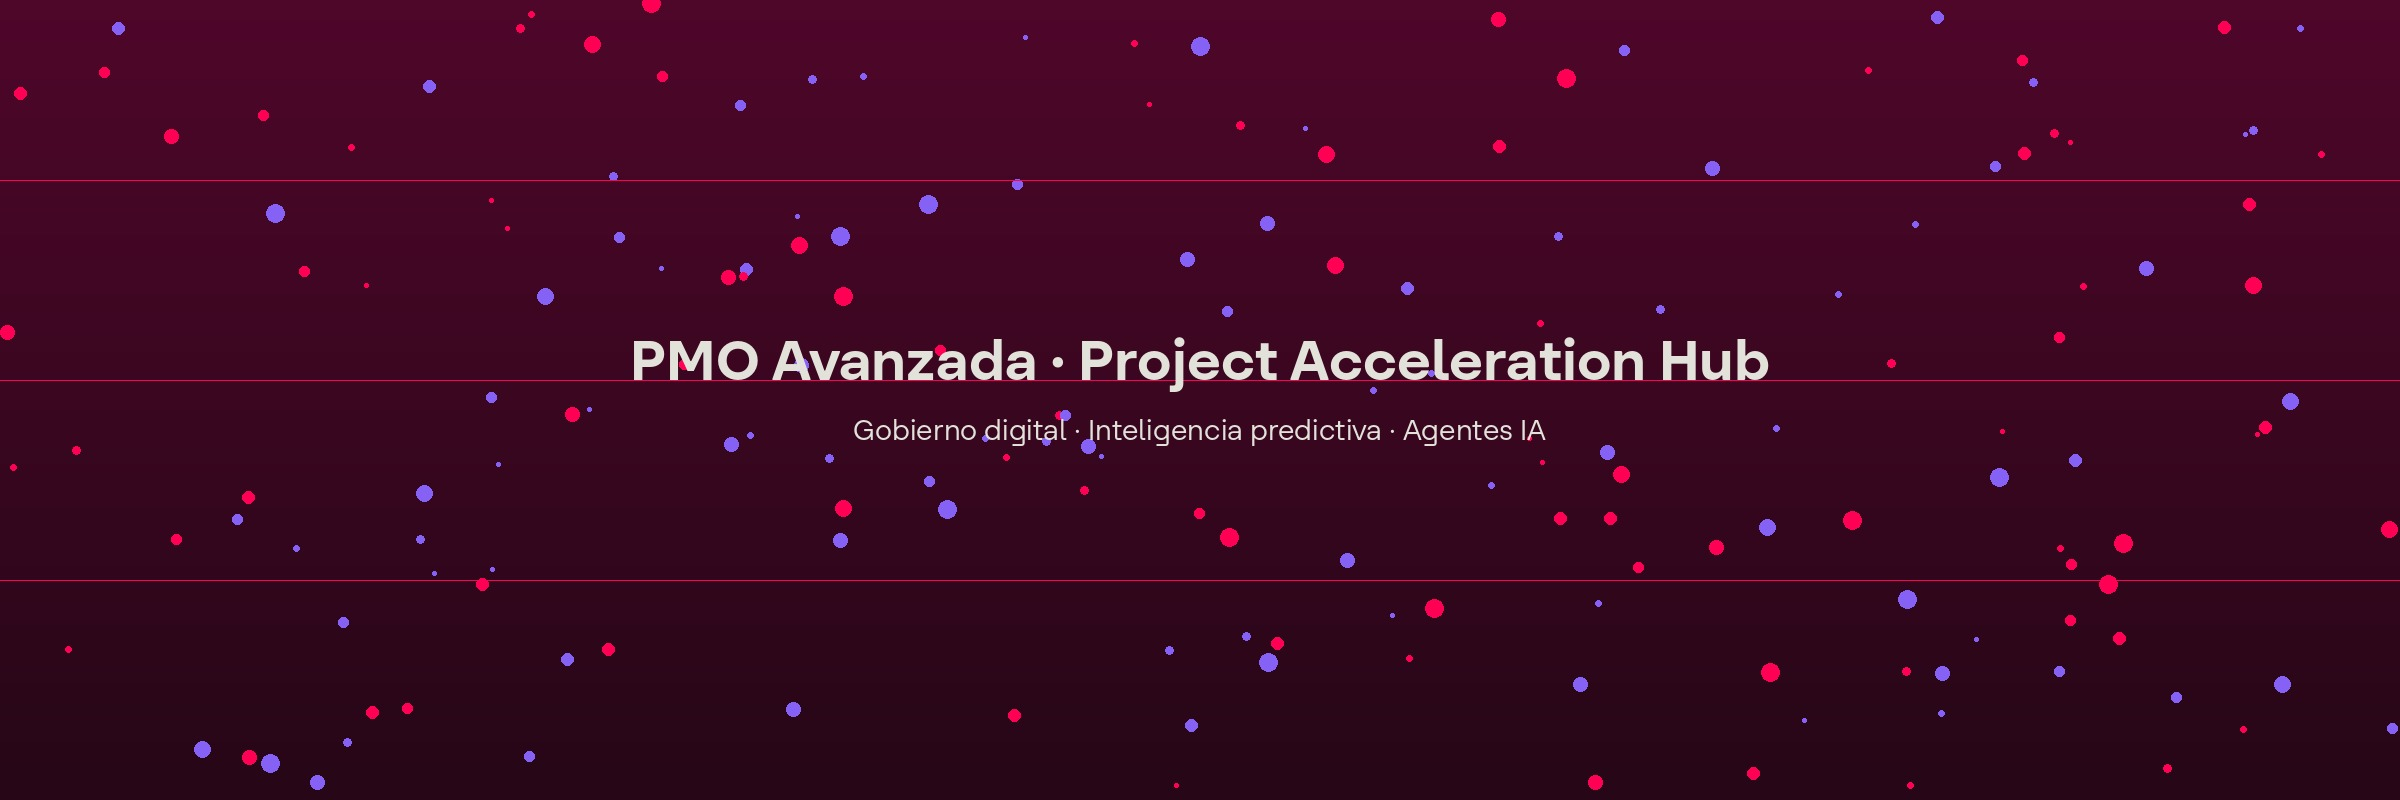 PMO Avanzada · Project Acceleration Hub
Gobierno digital · Inteligencia predictiva · Agentes IA